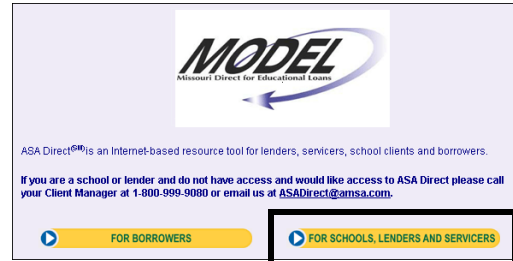 MODEL
Missouri Direct for Educational Loans
ASA Direct(SM) is an Internet-based resource tool for lenders, servicers, school clients and borrowers.
If you are a school or lender and do not have access and would like access to ASA Direct please call
your Client Manager at 1-800-999-9080 or email us at ASADirect@amsa.com.
FOR BORROWERS
FOR SCHOOLS, LENDERS AND SERVICERS